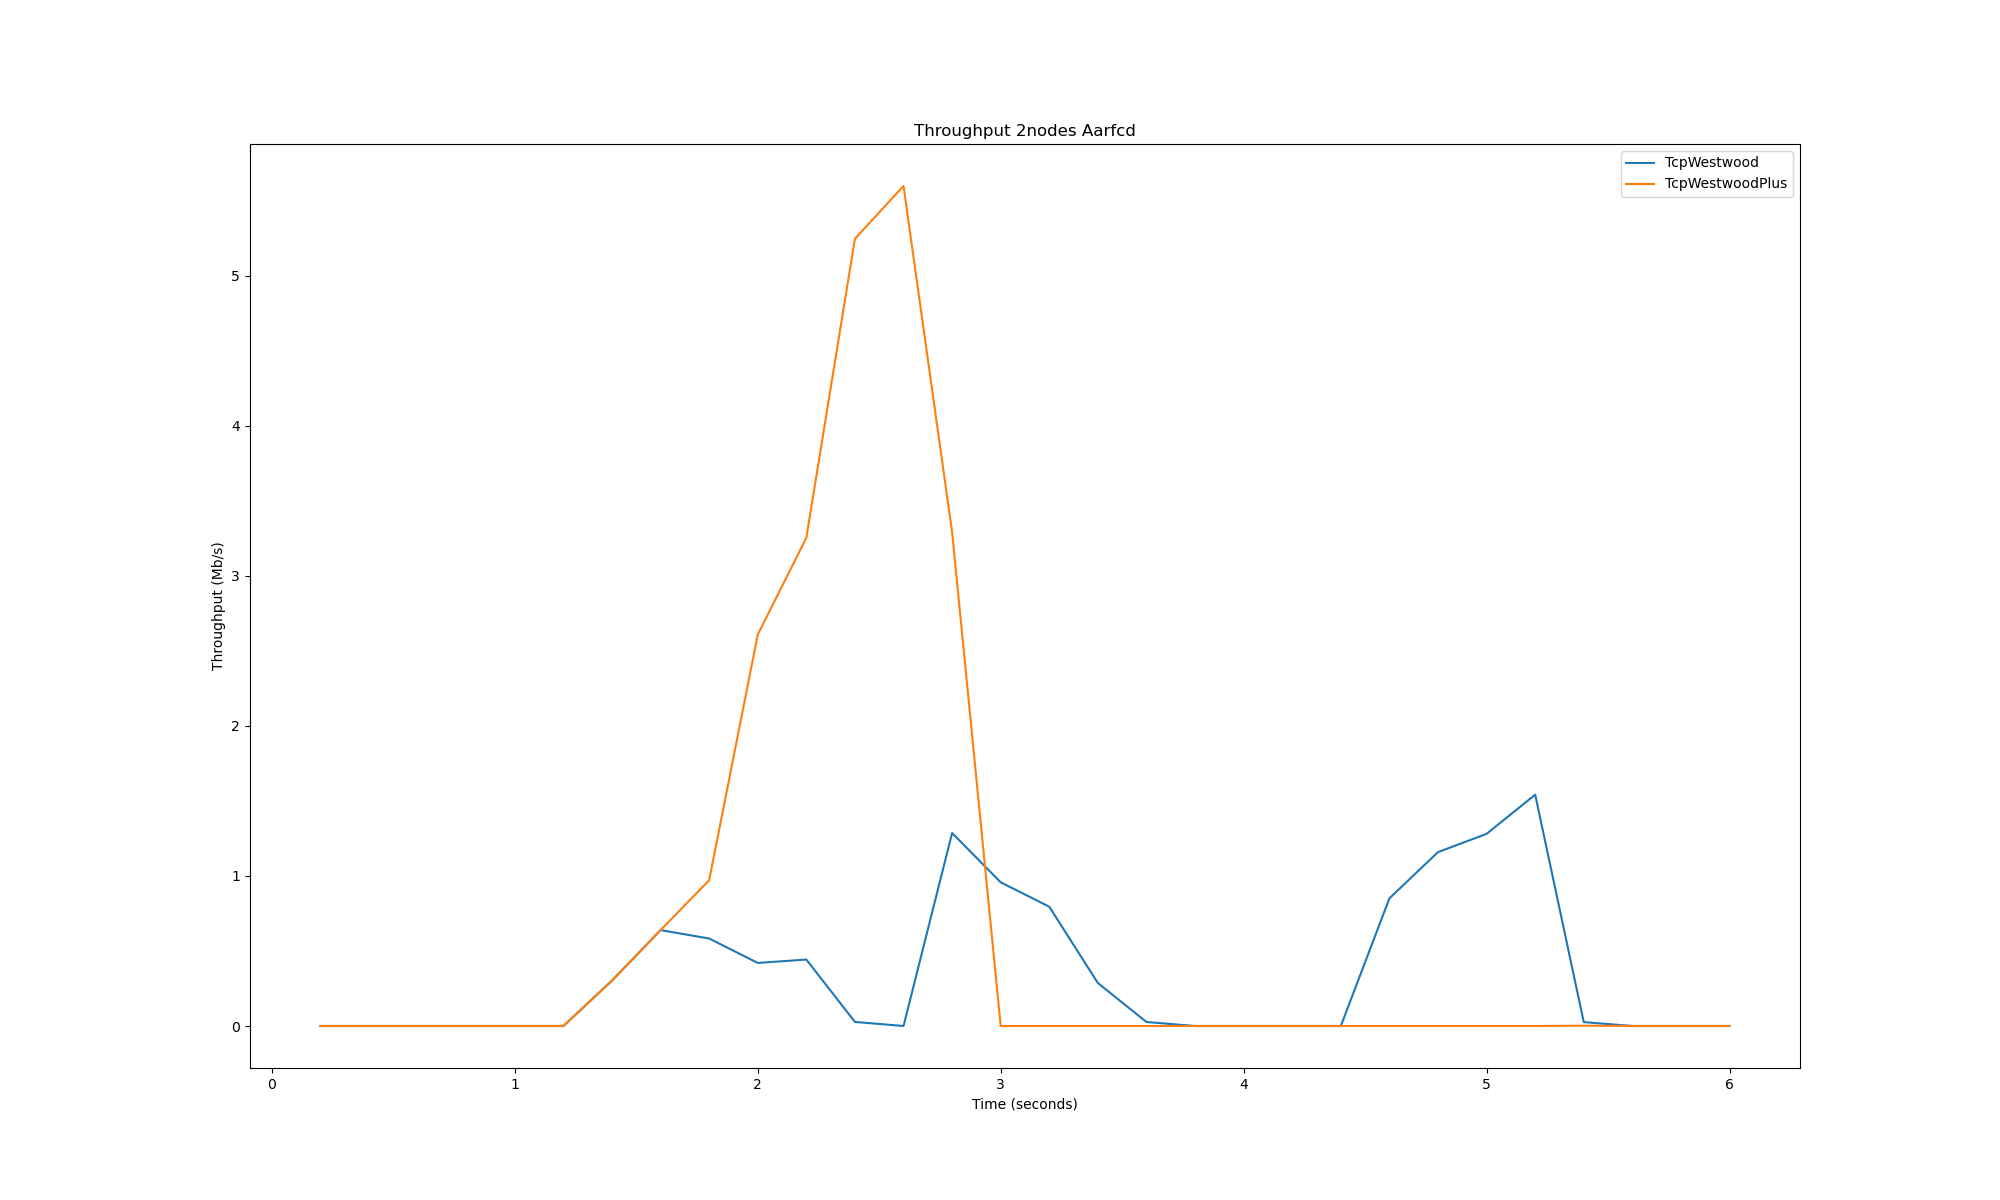 Throughput 2nodes Aarfcd
TcpWestwood
TcpWestwoodPlus
Throughput (Mb/s)
5
4
3
2
1
0
0 1 2 3 4 5 6
Time (seconds)